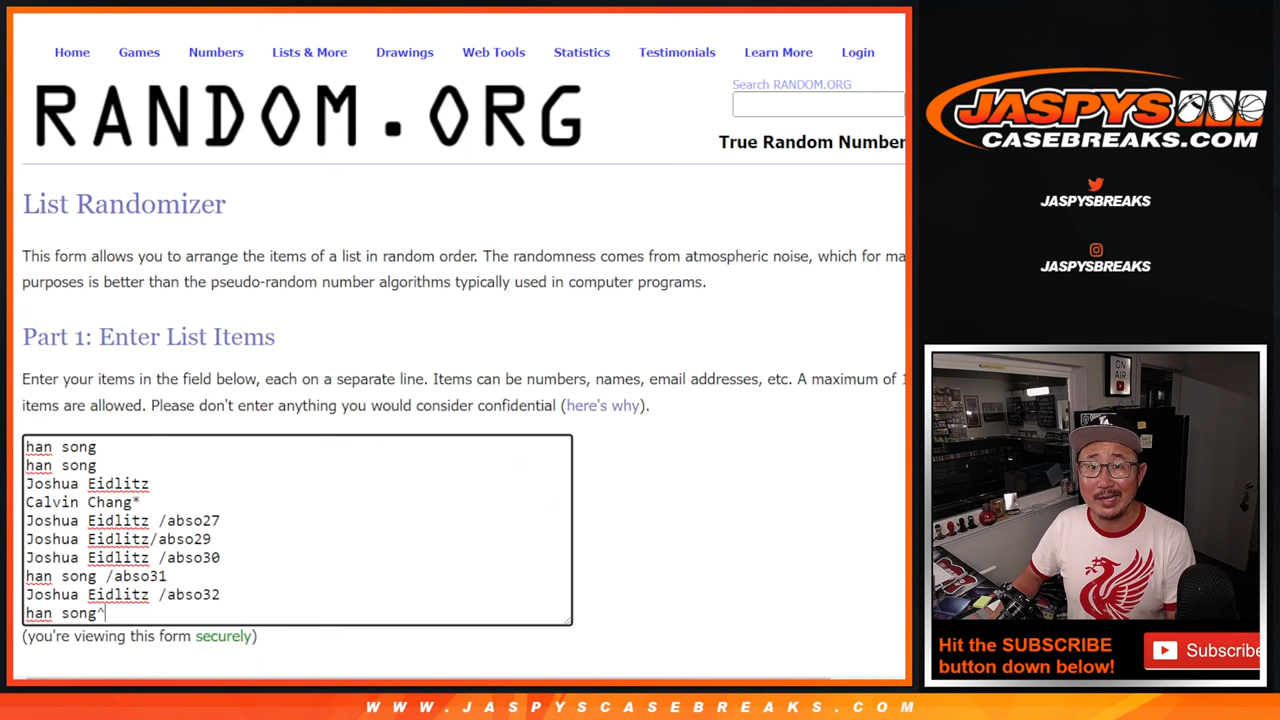 Home Games Numbers Lists & More Drawings Web Tools Statistics Testimonials Learn More Login
RANDOM.ORG
Search RANDOM.ORG
True Random Number
List Randomizer
This form allows you to arrange the items of a list in random order. The randomness comes from atmospheric noise, which for ma
purposes is better than the pseudo-random number algorithms typically used in computer programs.
Part 1: Enter List Items
Enter your items in the field below, each on a separate line. Items can be numbers, names, email addresses, etc. A maximum of 1
items are allowed. Please don't enter anything you would consider confidential (here's why).
han song
han song
Joshua Eidlitz
Calvin Chang*
Joshua Eidlitz /abso27
Joshua Eidlitz/abso29
Joshua Eidlitz /abso30
han song /abso31
Joshua Eidlitz /abso32
han song^
(you're viewing this form securely)
JASPYS
CASEBREAKS.COM
JASPYSBREAKS
JASPYSBREAKS
ON
AIR
Hit the SUBSCRIBE
button down below!
Subscribe
WWW.JASPYSCASEBREAKS.COM